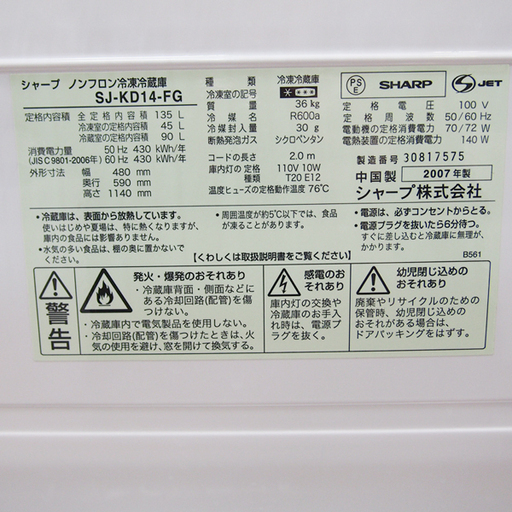 シャープ ノンフロン冷凍冷蔵庫
SJ-KD14-FG
定格内容積 全定格内容積 135 L
冷凍室の定格内容積 45 L
冷蔵室の定格内容積 90 L
消費電力量 50 Hz 430 kWh/年
(JIS C 9801-2006年) 60 Hz 430 kWh/年
外形寸法 幅 480 mm
奥行 590 mm
高さ 1140 mm
種類 冷凍冷蔵庫
冷凍室の記号
質量 36 kg
冷媒名 R600a
冷媒封入量 30 g
断熱発泡ガス シクロペンタン
コードの長さ 2.0 m
庫内灯の定格 110V 10W
種類 T20 E12
温度ヒューズの定格動作温度 76℃
PS
E
SHARP
JET
定格電圧 100 V
定格周波数 50/60 Hz
電動機の定格消費電力 70/72 W
電熱装置の定格消費電力 140 W
製造番号 30817575
中国製 2007年製
シャープ株式会社
・冷蔵庫は、表面から放熱しています。
使いはじめや夏場は、特に熱くなりますが、
庫内の食品には影響ありません。
・水気の多い食品は、棚の奥に置かないで
ください。
・周囲温度が約5℃以下では、食品が
凍ることがあります。
・電源は、必ずコンセントからとる。
・電源プラグを抜いたら6分待つ。
すぐに差し込むと冷蔵庫に無理が、
かかります。
【くわしくは取扱説明書をご覧ください】
B561
警告
発火・爆発のおそれあり
・冷蔵庫背面・側面などに
ある冷却回路(配管)を傷
つけない。
・冷蔵庫内で電気製品を使用しない。
・冷却回路(配管)を傷つけたときは、火
気の使用を避け、窓を開けて換気する。
感電の
おそれあり
庫内灯の交換や
冷蔵庫のお手入
れ時は、電源プラ
グを抜く。
幼児閉じ込めの
おそれあり
廃棄やリサイクルのための
保管時、幼児閉じ込めが
される恐れがある場合は、
ドアパッキングをはずす。